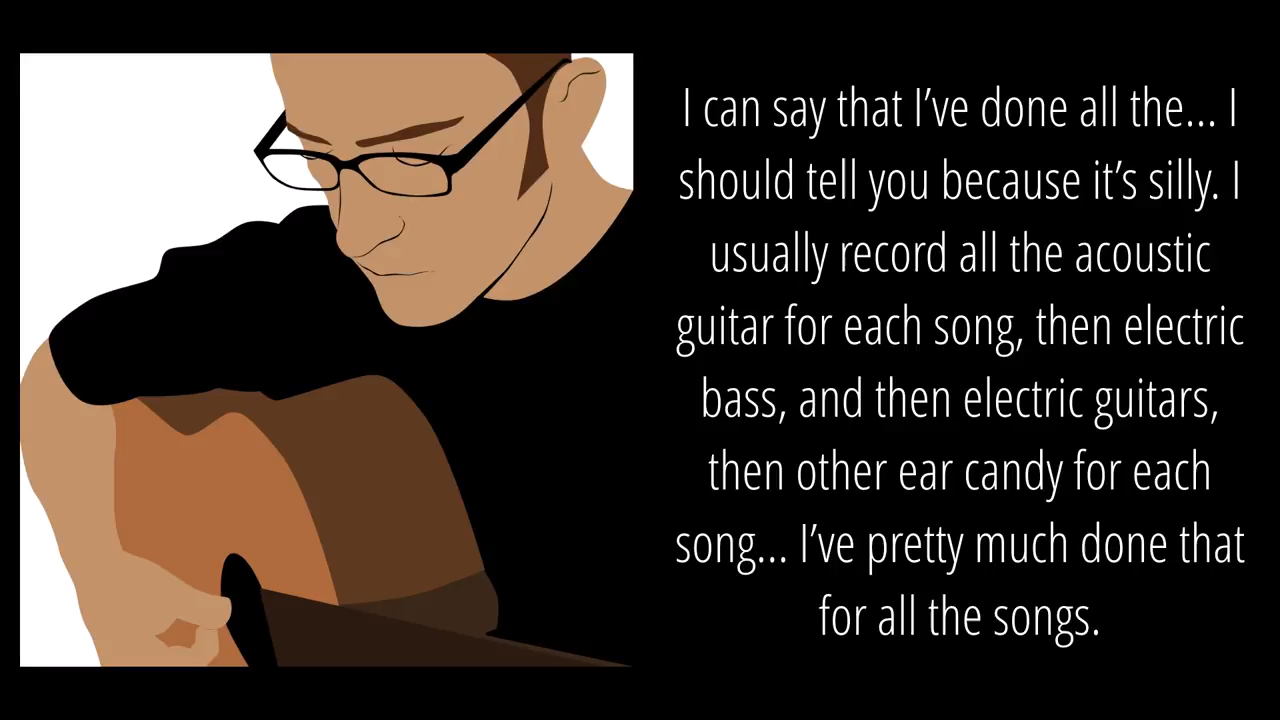 I can say that I’ve done all the... I
should tell you because it’s silly. I
usually record all the acoustic
guitar for each song, then electric
bass, and then electric guitars,
then other ear candy for each
song... I’ve pretty much done that
for all the songs.